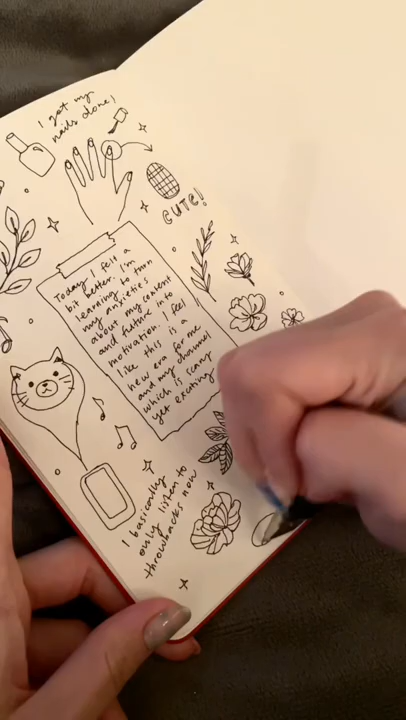 I got my
nails done!
CUTE!
Today I felt a
bit better. I'm
learning to turn
my anxieties
about my content
and future into
motivation. I feel
like this is a
new era for me,
and my channel
which is scary
yet exciting
I basically
only listen to
throwbacks now